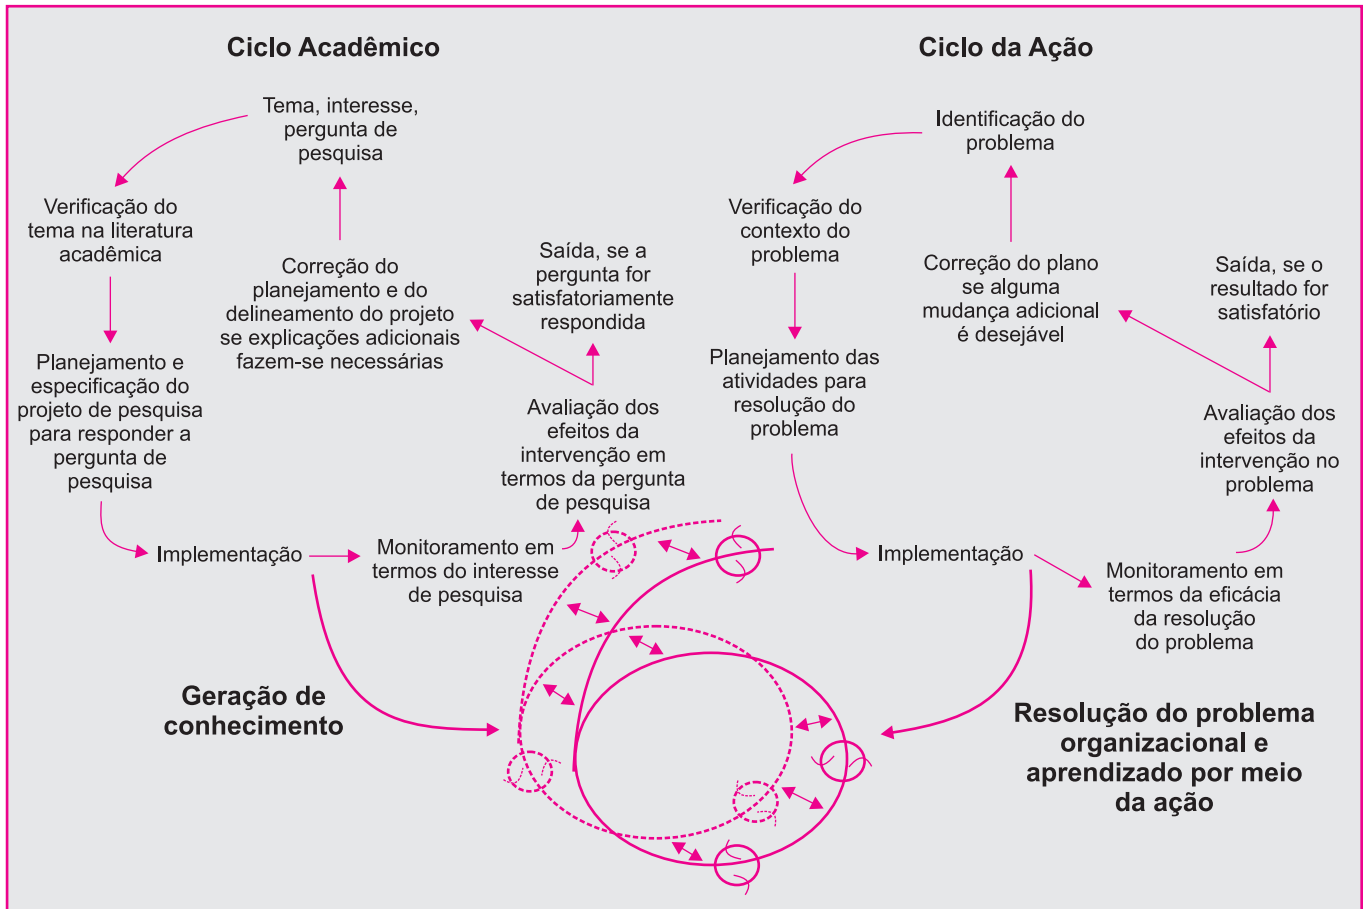 Ciclo Acadêmico
Tema, interesse,
pergunta de
pesquisa
Verificação do
tema na literatura
acadêmica
Planejamento e
especificação do
projeto de pesquisa
para responder a
pergunta de
pesquisa
Implementação
Monitoramento em
termos do interesse
de pesquisa
Avaliação dos
efeitos da
intervenção em
termos da pergunta
de pesquisa
Saída, se a
pergunta for
satisfatoriamente
respondida
Correção do
planejamento e do
delineamento do projeto
se explicações adicionais
fazem-se necessárias
Geração de
conhecimento
Ciclo da Ação
Identificação do
problema
Verificação do
contexto do
problema
Planejamento das
atividades para
resolução do
problema
Implementação
Monitoramento em
termos da eficácia
da resolução
do problema
Avaliação dos
efeitos da
intervenção no
problema
Saída, se o
resultado for
satisfatório
Correção do plano
se alguma
mudança adicional
é desejável
Resolução do problema
organizacional e
aprendizado por meio
da ação